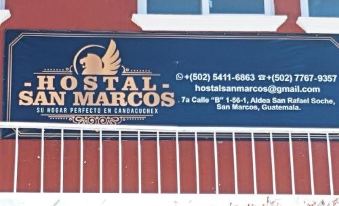 - HOSTAL -
SAN MARCOS
SU HOGAR PERFECTO EN CANDACUCHEX
+(502) 5411-6863 ☎+(502) 7767-9357
hostalsanmarcos@gmail.com
7a Calle "B" 1-56-1, Aldea San Rafael Soche,
San Marcos, Guatemala.